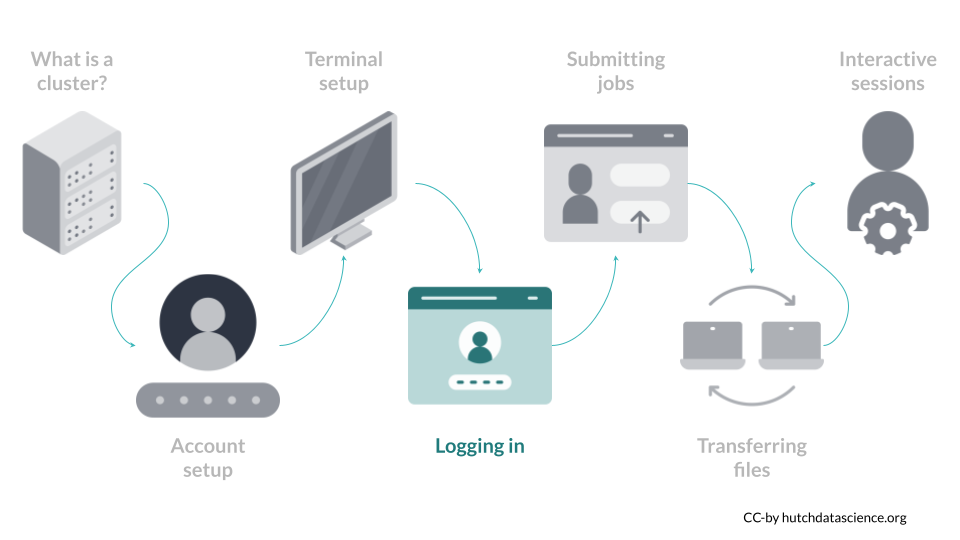 What is a
cluster?
Terminal
setup
Submitting
jobs
Interactive
sessions
Account
setup
Logging in
Transferring
files
CC-by hutchdatascience.org